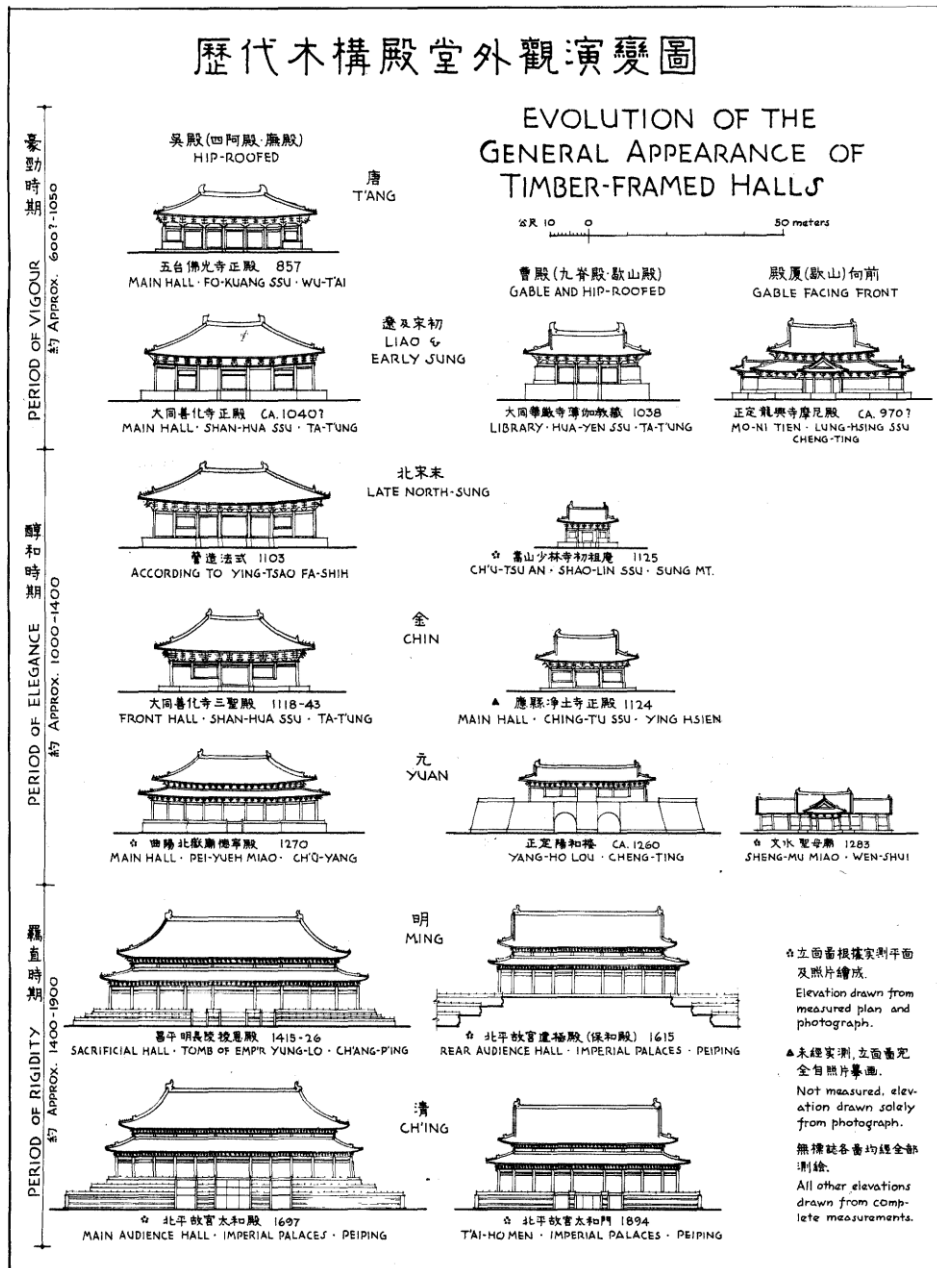 歷代木構殿堂外觀演變圖
EVOLUTION OF THE
GENERAL APPEARANCE OF
TIMBER-FRAMED HALLS
公尺 10 0 50 meters
豪勁時期
PERIOD OF VIGOUR
約 APPROX. 600?-1050
吳殿(四阿殿·廡殿)
HIP-ROOFED
唐
T'ANG
五台佛光寺正殿 857
MAIN HALL · FO-KUANG SSU · WU-T'AI
曹殿(九脊殿·歇山殿)
GABLE AND HIP-ROOFED
殿厦(歇山)向前
GABLE FACING FRONT
遼及宋初
LIAO &
EARLY SUNG
大同善化寺正殿 CA. 1040?
MAIN HALL · SHAN-HUA SSU · TA-T'UNG
大同華嚴寺薄伽教藏 1038
LIBRARY · HUA-YEN SSU · TA-T'UNG
正定龍興寺摩尼殿 CA. 970?
MO-NI TIEN · LUNG-HSING SSU
CHENG-TING
醇和時期
PERIOD OF ELEGANCE
約 APPROX. 1000-1400
北宋末
LATE NORTH-SUNG
營造法式 1103
ACCORDING TO YING-TSAO FA-SHIH
☆ 嵩山少林寺初祖庵 1125
CH'U-TSU AN · SHAO-LIN SSU · SUNG MT.
金
CHIN
大同善化寺三聖殿 1118-43
FRONT HALL · SHAN-HUA SSU · TA-T'UNG
▲ 應縣淨土寺正殿 1124
MAIN HALL · CHING-T'U SSU · YING HSIEN
元
YUAN
☆ 曲陽北嶽廟德寧殿 1270
MAIN HALL · PEI-YUEH MIAO · CH'Ü-YANG
正定陽和樓 CA. 1260
YANG-HO LOU · CHENG-TING
☆ 文水 聖母廟 1283
SHENG-MU MIAO · WEN-SHUI
羈直時期
PERIOD OF RIGIDITY
約 APPROX. 1400-1900
明
MING
昌平明長陵稜恩殿 1415-26
SACRIFICIAL HALL · TOMB OF EMP'R YUNG-LO · CH'ANG-P'ING
☆ 北平故宮建極殿(保和殿) 1615
REAR AUDIENCE HALL · IMPERIAL PALACES · PEIPING
清
CH'ING
☆ 北平故宮太和殿 1697
MAIN AUDIENCE HALL · IMPERIAL PALACES · PEIPING
☆ 北平故宮太和門 1894
T'AI-HO MEN · IMPERIAL PALACES · PEIPING
☆立面圖根據实測平面
及照片繪成.
Elevation drawn from
measured plan and
photograph.
▲未經实測,立面圖完
全自照片摹画.
Not measured, elev-
ation drawn solely
from photograph.
無標誌各圖均經全部
測繪.
All other elevations
drawn from comp-
lete measurements.